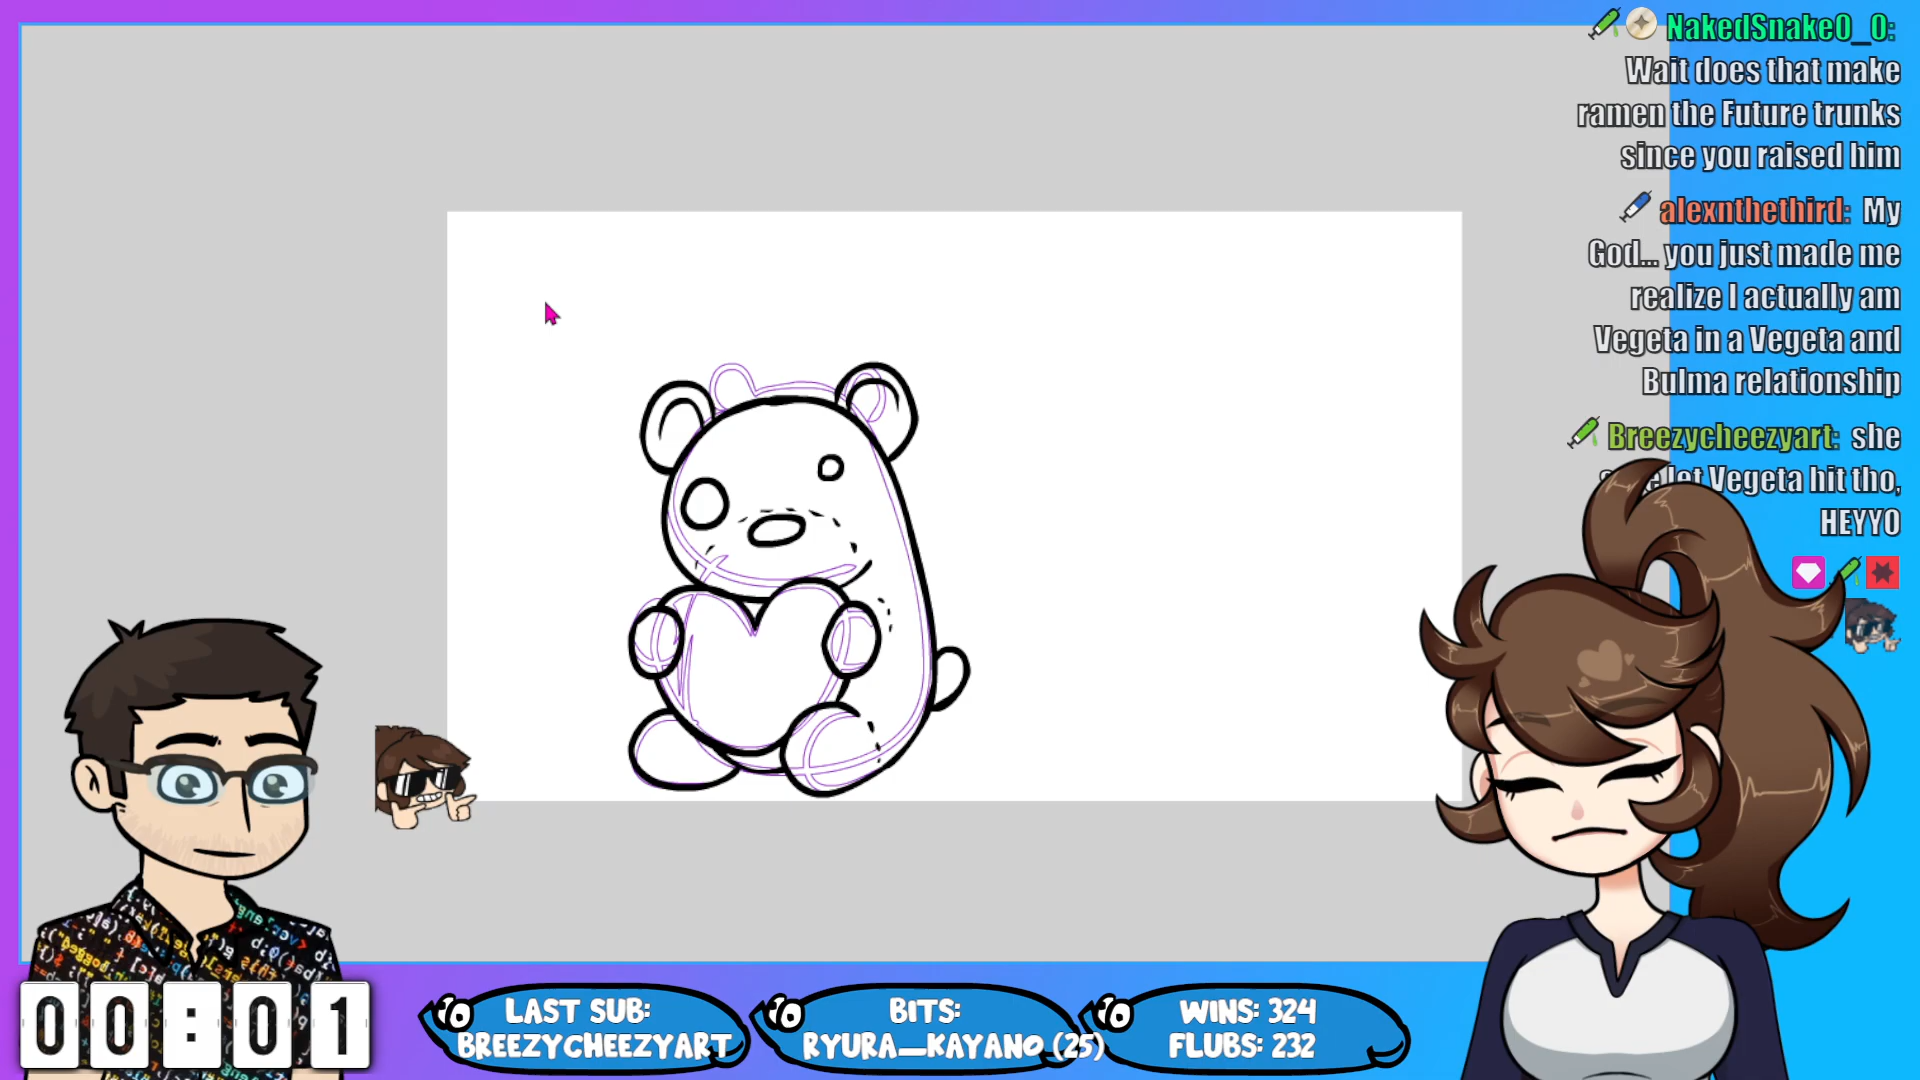 NakedSnake0_0:
Wait does that make
ramen the Future trunks
since you raised him
alexnthethird: My
God... you just made me
realize I actually am
Vegeta in a Vegeta and
Bulma relationship
Breezycheezyart: she
let Vegeta hit tho,
HEYYO
00:01
LAST SUB:
BREEZYCHEEZYART
BITS:
RYURA_KAYANO (25)
WINS: 324
FLUBS: 232